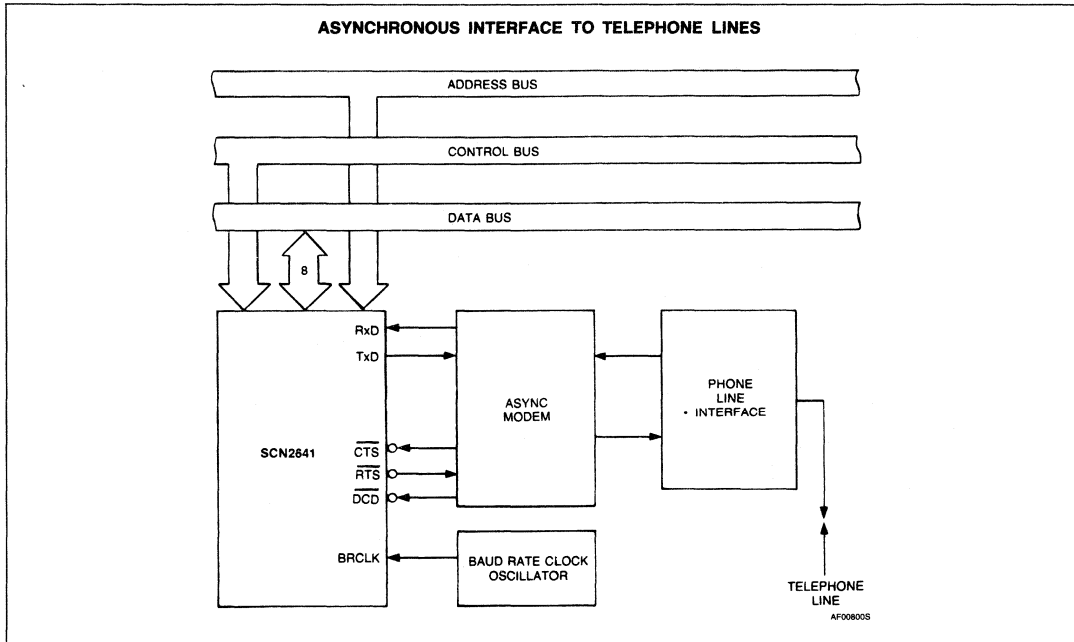 ASYNCHRONOUS INTERFACE TO TELEPHONE LINES
ADDRESS BUS
CONTROL BUS
DATA BUS
8
RxD
TxD
SCN2641
CTS
RTS
DCD
BRCLK
ASYNC
MODEM
BAUD RATE CLOCK
OSCILLATOR
PHONE
LINE
• INTERFACE
TELEPHONE
LINE
AF00800S